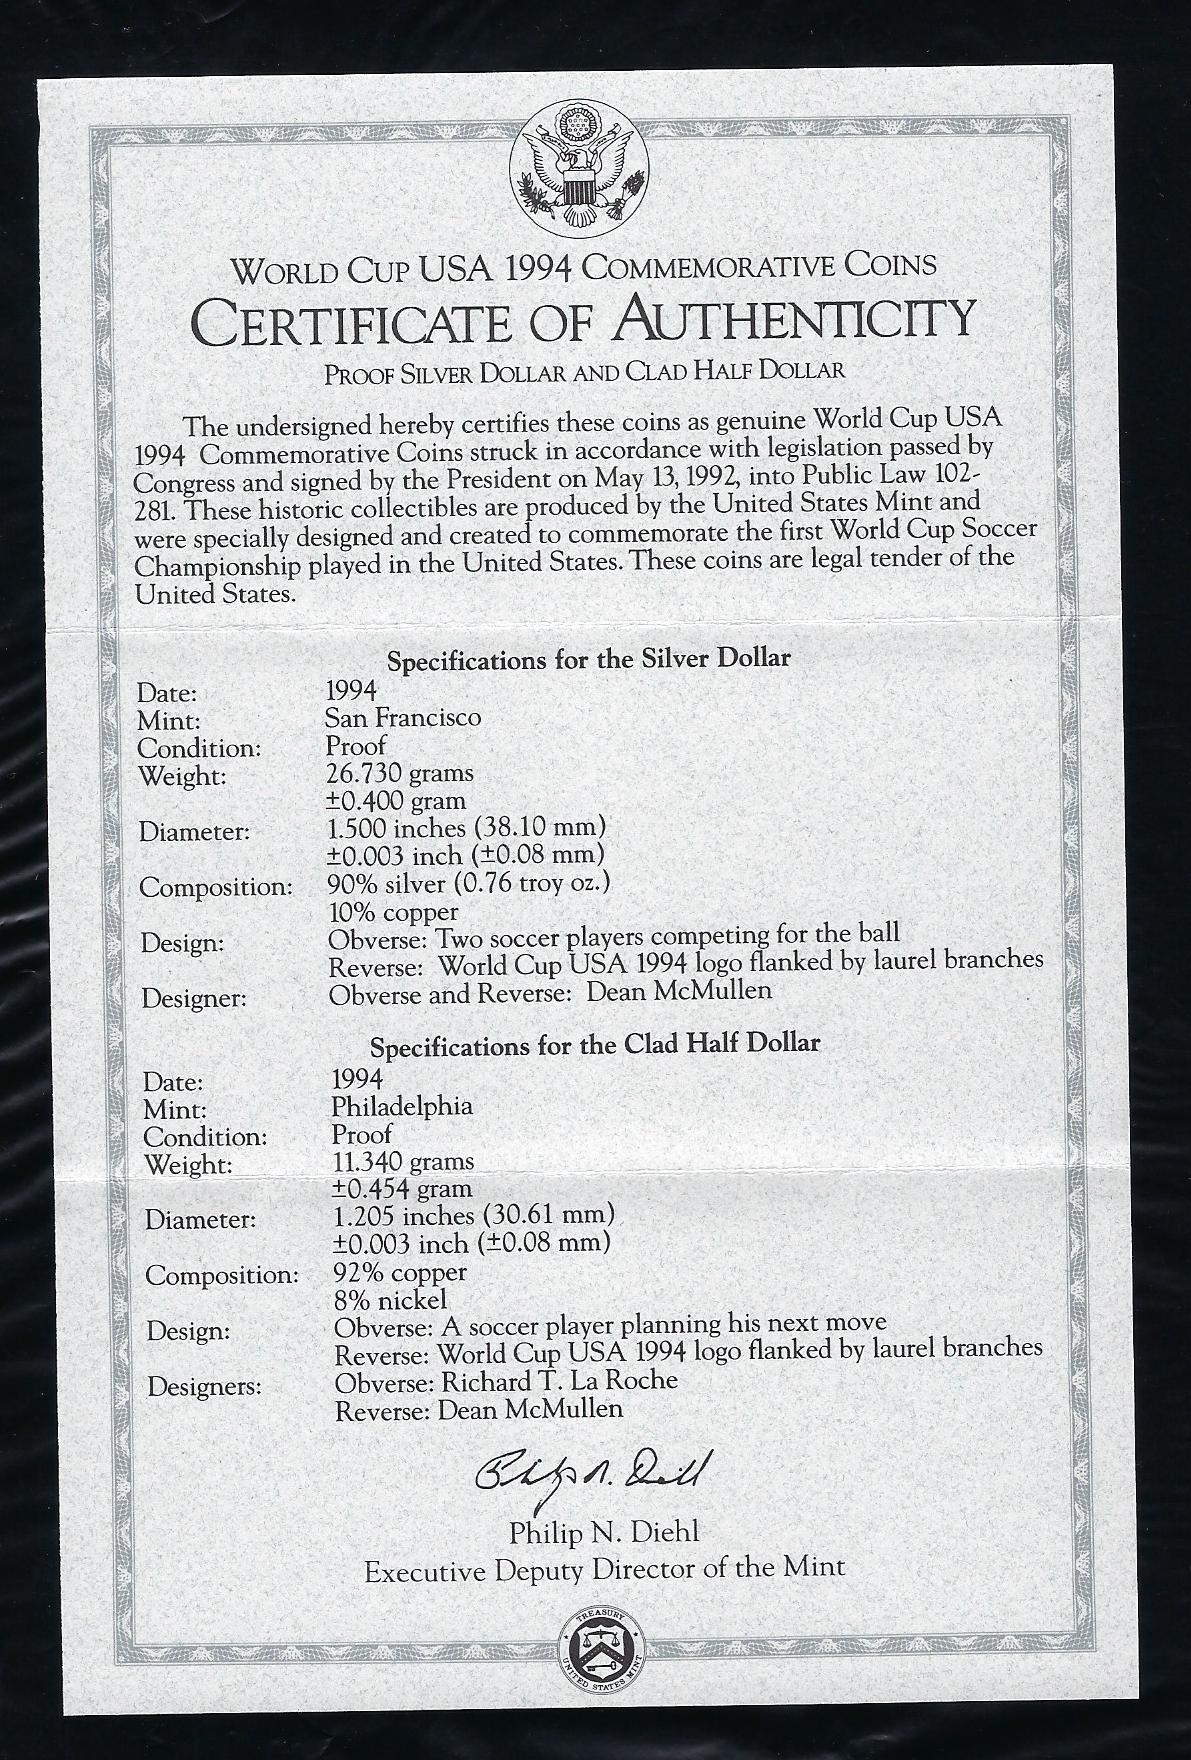 WORLD CUP USA 1994 COMMEMORATIVE COINS
CERTIFICATE OF AUTHENTICITY
PROOF SILVER DOLLAR AND CLAD HALF DOLLAR
The undersigned hereby certifies these coins as genuine World Cup USA
1994 Commemorative Coins struck in accordance with legislation passed by
Congress and signed by the President on May 13, 1992, into Public Law 102-
281. These historic collectibles are produced by the United States Mint and
were specially designed and created to commemorate the first World Cup Soccer
Championship played in the United States. These coins are legal tender of the
United States.
Specifications for the Silver Dollar
Date: 1994
Mint: San Francisco
Condition: Proof
Weight: 26.730 grams
±0.400 gram
Diameter: 1.500 inches (38.10 mm)
±0.003 inch (±0.08 mm)
Composition: 90% silver (0.76 troy oz.)
10% copper
Design: Obverse: Two soccer players competing for the ball
Reverse: World Cup USA 1994 logo flanked by laurel branches
Designer: Obverse and Reverse: Dean McMullen
Specifications for the Clad Half Dollar
Date: 1994
Mint: Philadelphia
Condition: Proof
Weight: 11.340 grams
±0.454 gram
Diameter: 1.205 inches (30.61 mm)
±0.003 inch (±0.08 mm)
Composition: 92% copper
8% nickel
Design: Obverse: A soccer player planning his next move
Reverse: World Cup USA 1994 logo flanked by laurel branches
Designers: Obverse: Richard T. La Roche
Reverse: Dean McMullen
Philip N. Diehl
Philip N. Diehl
Executive Deputy Director of the Mint
TREASURY
UNITED STATES MINT